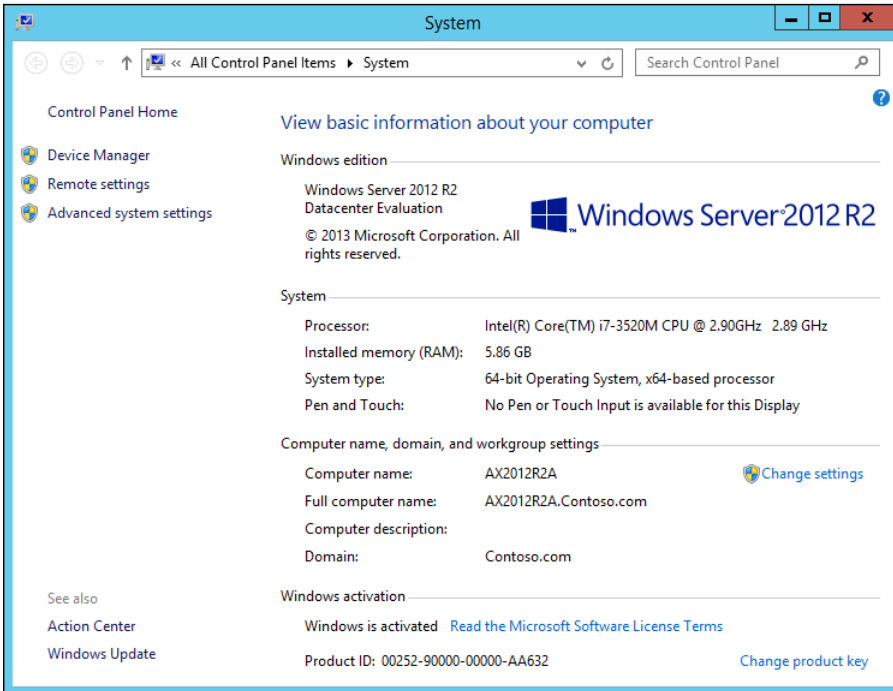 System
All Control Panel Items System
Search Control Panel
Control Panel Home
Device Manager
Remote settings
Advanced system settings
See also
Action Center
Windows Update
View basic information about your computer
Windows edition
Windows Server 2012 R2
Datacenter Evaluation
© 2013 Microsoft Corporation. All
rights reserved.
Windows Server 2012 R2
System
Processor: Intel(R) Core(TM) i7-3520M CPU @ 2.90GHz 2.89 GHz
Installed memory (RAM): 5.86 GB
System type: 64-bit Operating System, x64-based processor
Pen and Touch: No Pen or Touch Input is available for this Display
Computer name, domain, and workgroup settings
Computer name: AX2012R2A Change settings
Full computer name: AX2012R2A.Contoso.com
Computer description:
Domain: Contoso.com
Windows activation
Windows is activated Read the Microsoft Software License Terms
Product ID: 00252-90000-00000-AA632 Change product key